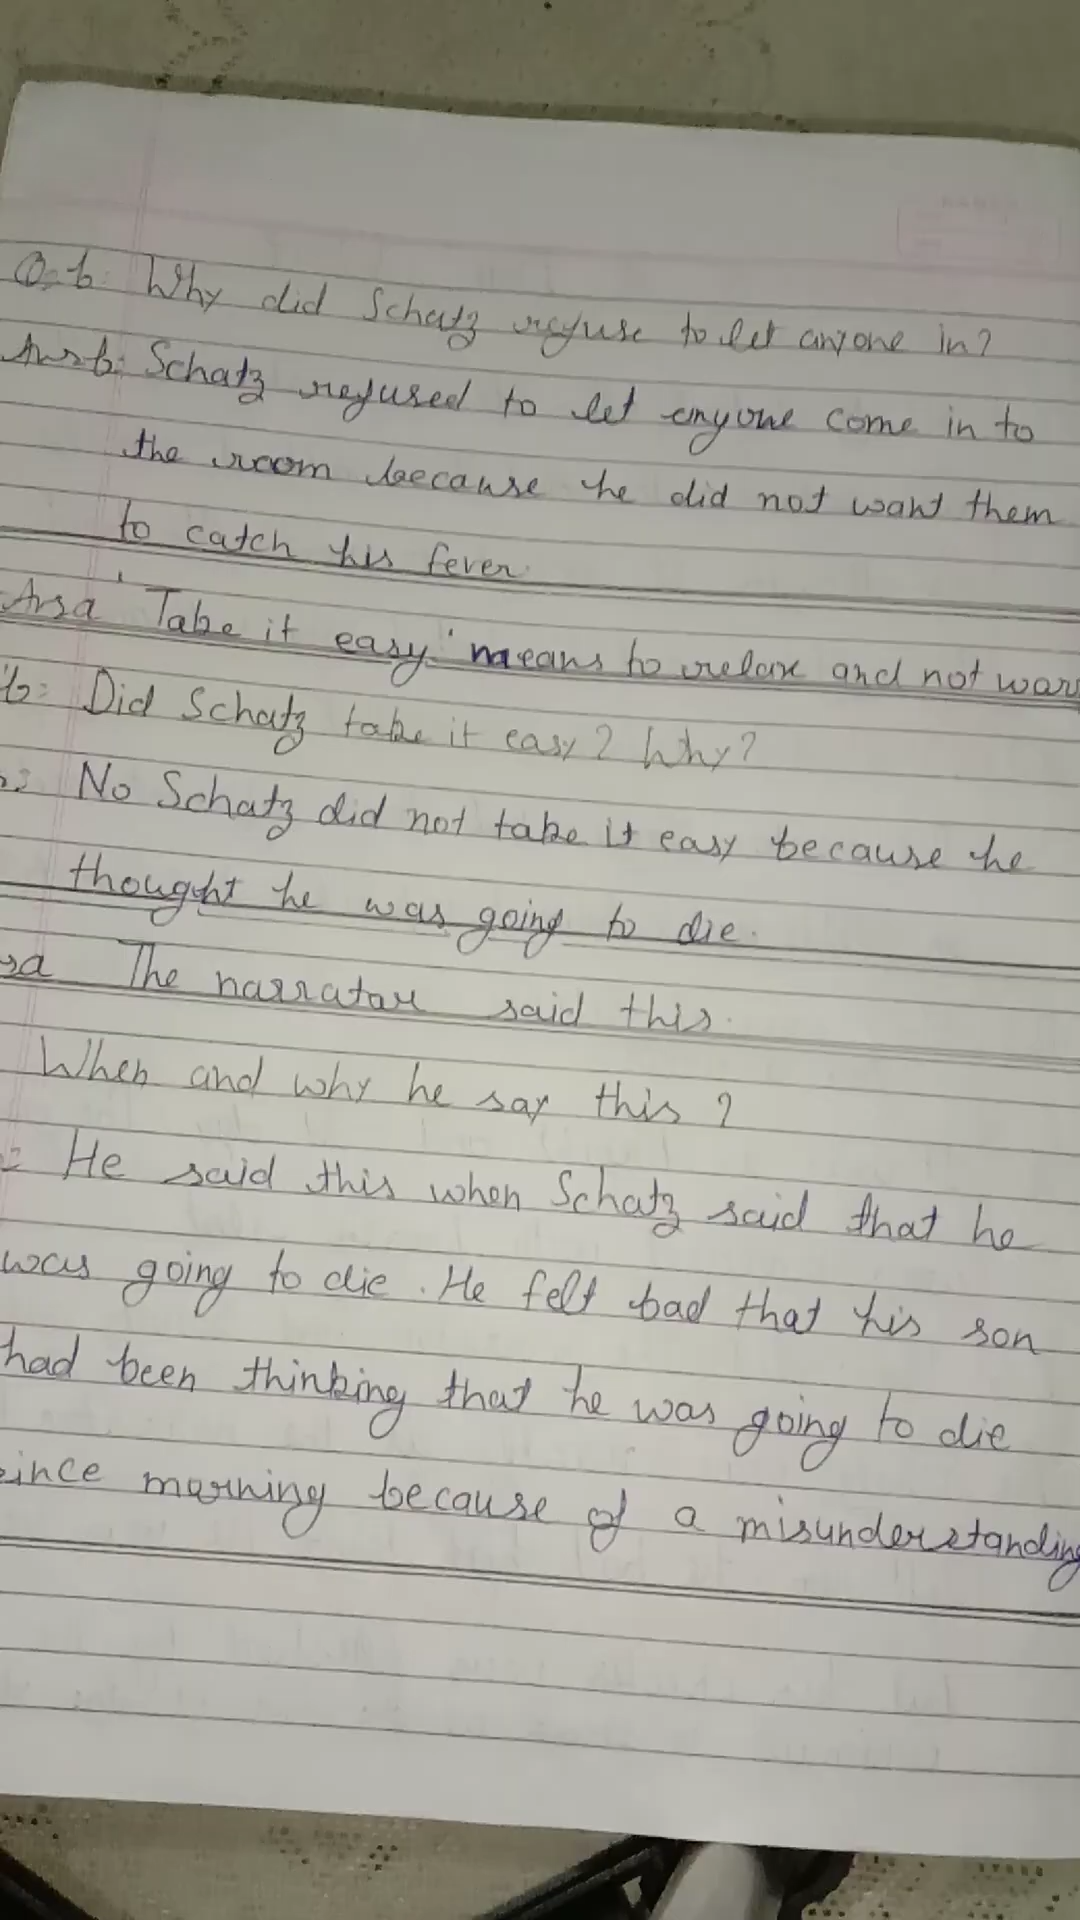 Q=b. Why did Schatz refuse to let anyone in?
Ans b: Schatz refused to let anyone come in to
the room because he did not want them
to catch his fever.
Ans a 'Take it easy' means to relax and not
b: Did Schatz take it easy? Why?
No Schatz did not take it easy because he
thought he was going to die.
The narratar said this.
When and why he say this?
He said this when Schatz said that he
was going to die. He felt bad that his son
had been thinking that he was going to die
since morning because of a misunderstanding